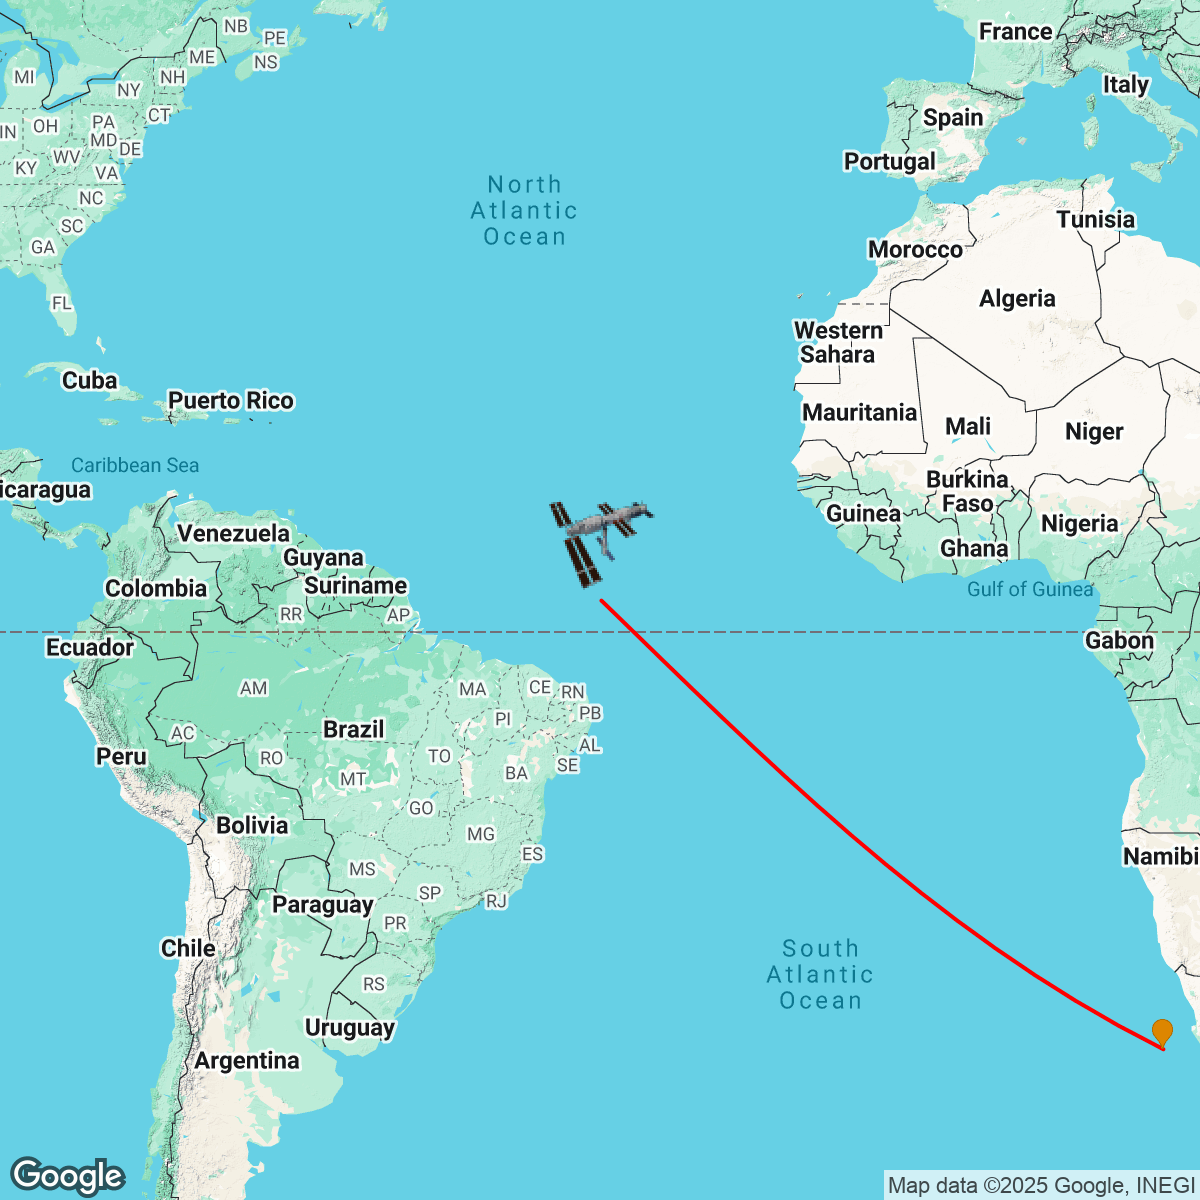 NB
PE
ME
NS
France
MI
NH
NY
Italy
CT
Spain
PA
OH
IN
MD
DE
WV
Portugal
KY
VA
North
Atlantic
Ocean
NC
SC
Tunisia
GA
Morocco
Algeria
FL
Western
Sahara
Cuba
Puerto Rico
Mauritania
Mali
Niger
Caribbean Sea
icaragua
Burkina
Faso
Guinea
Nigeria
Venezuela
Ghana
Guyana
Colombia
Suriname
Gulf of Guinea
RR
AP
Ecuador
Gabon
AM
MA
CE
RN
PI
PB
AC
Brazil
AL
Peru
RO
TO
SE
MT
BA
GO
Bolivia
MG
ES
Namibi
MS
SP
RJ
Paraguay
PR
Chile
South
Atlantic
Ocean
RS
Uruguay
Argentina
Google
Map data ©2025 Google, INEGI